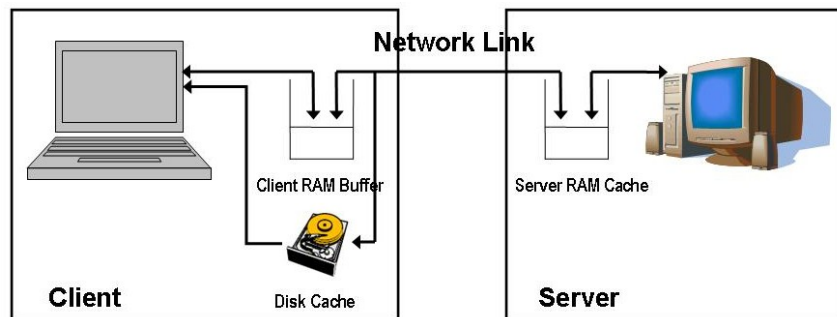 Network Link
Client RAM Buffer
Server RAM Cache
Client
Disk Cache
Server